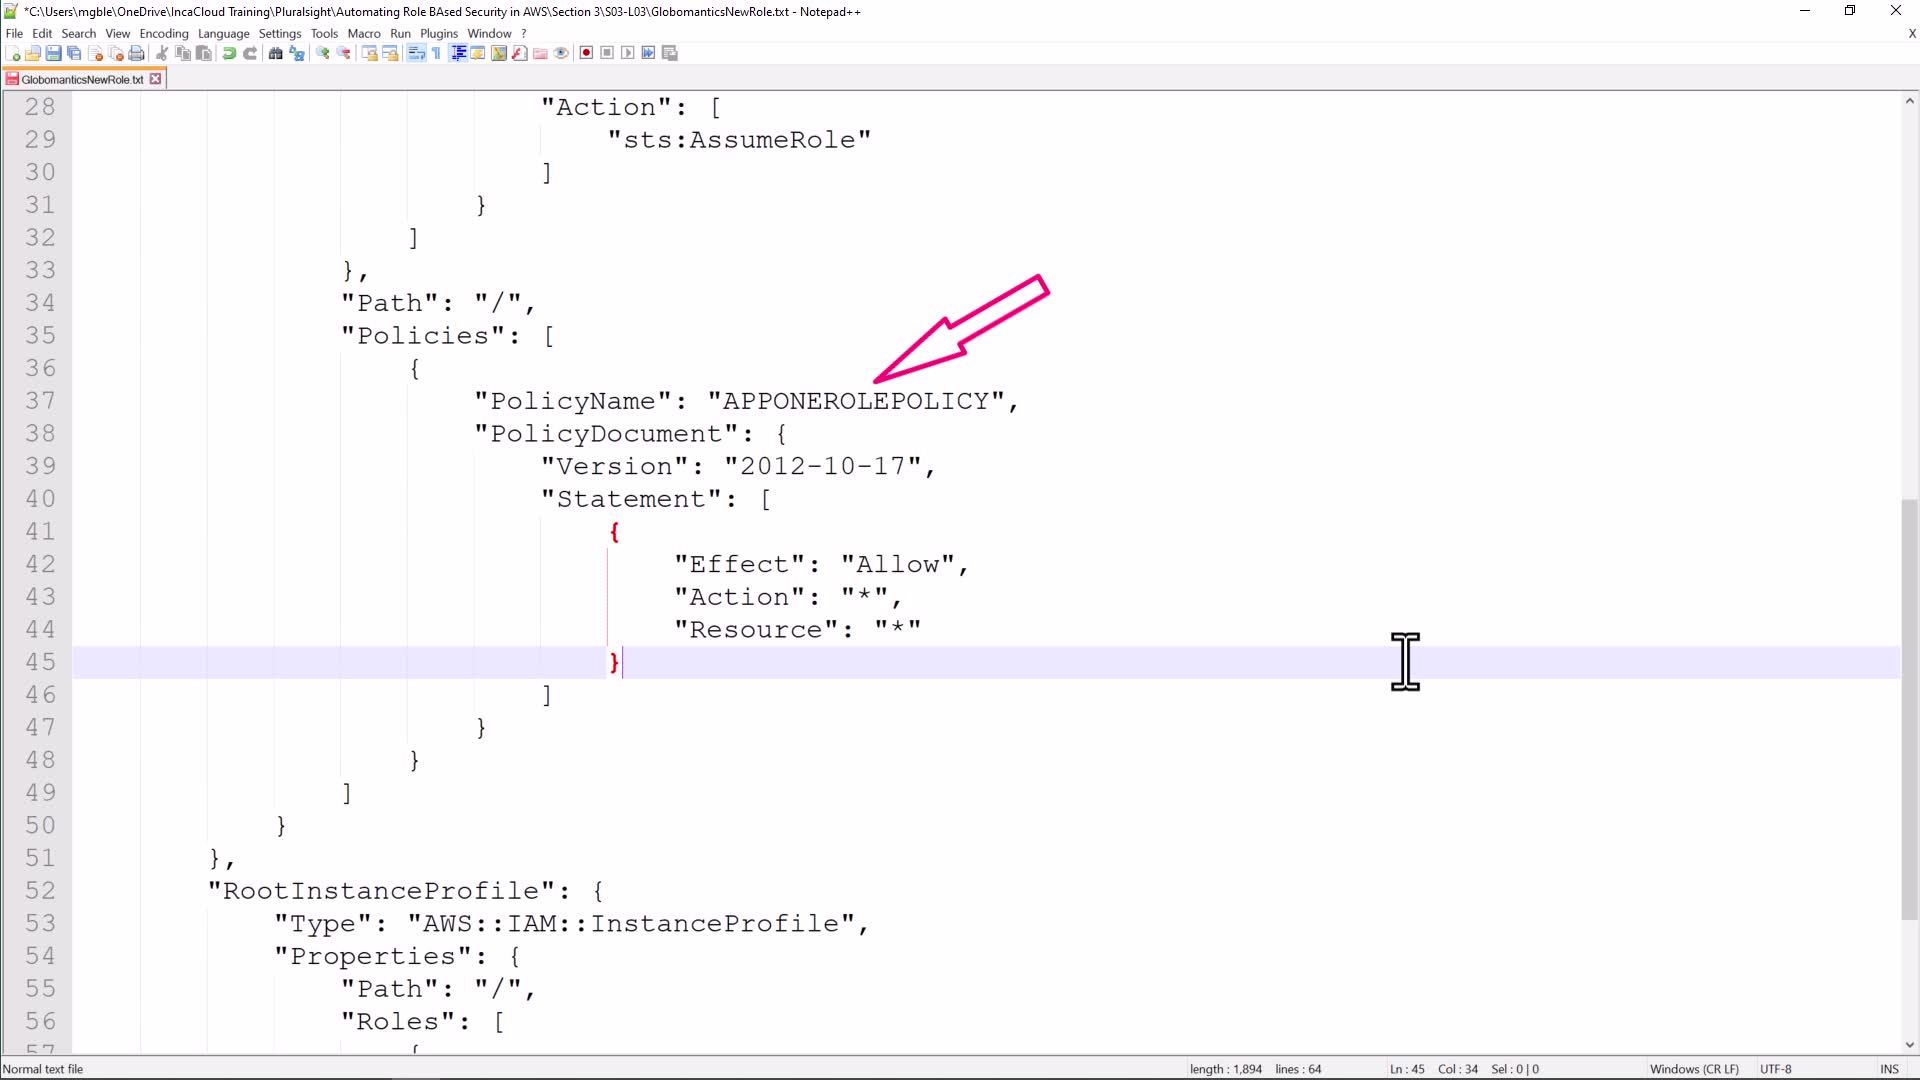 *C:\Users\mgble\OneDrive\IncaCloud Training\Pluralsight\Automating Role BAsed Security in AWS\Section 3\S03-L03\GlobomanticsNewRole.txt - Notepad++
File Edit Search View Encoding Language Settings Tools Macro Run Plugins Window ? X
GlobomanticsNewRole.txt
28 "Action": [
29 "sts:AssumeRole"
30 ]
31 }
32 ]
33 },
34 "Path": "/",
35 "Policies": [
36 {
37 "PolicyName": "APPONEROLEPOLICY",
38 "PolicyDocument": {
39 "Version": "2012-10-17",
40 "Statement": [
41 {
42 "Effect": "Allow",
43 "Action": "*",
44 "Resource": "*"
45 }
46 ]
47 }
48 }
49 ]
50 }
51 },
52 "RootInstanceProfile": {
53 "Type": "AWS::IAM::InstanceProfile",
54 "Properties": {
55 "Path": "/",
56 "Roles": [
57 {
Normal text file length : 1,894 lines : 64 Ln : 45 Col : 34 Sel : 0 | 0 Windows (CR LF) UTF-8 INS